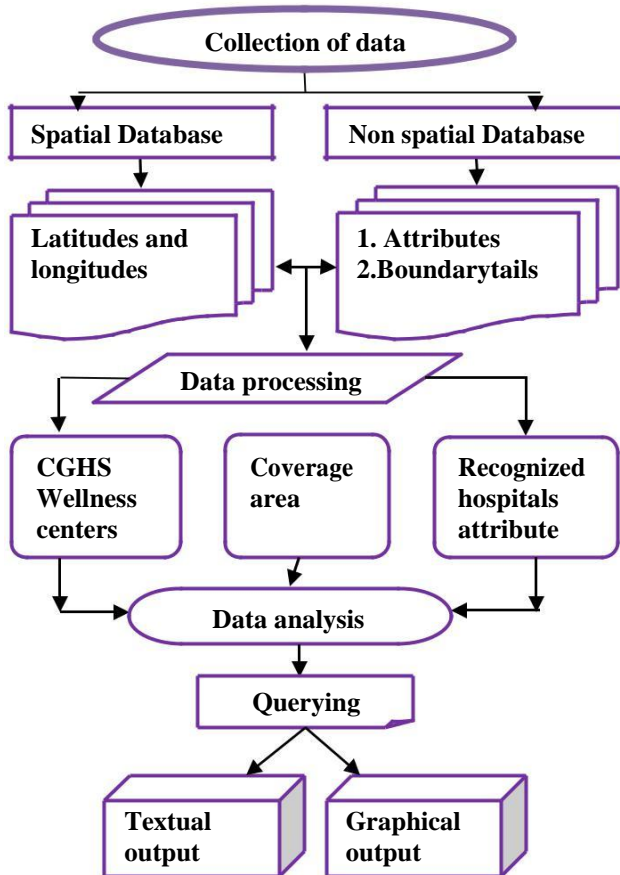 Collection of data
Spatial Database
Non spatial Database
Latitudes and
longitudes
1. Attributes
2.Boundarytails
Data processing
CGHS
Wellness
centers
Coverage
area
Recognized
hospitals
attribute
Data analysis
Querying
Textual
output
Graphical
output